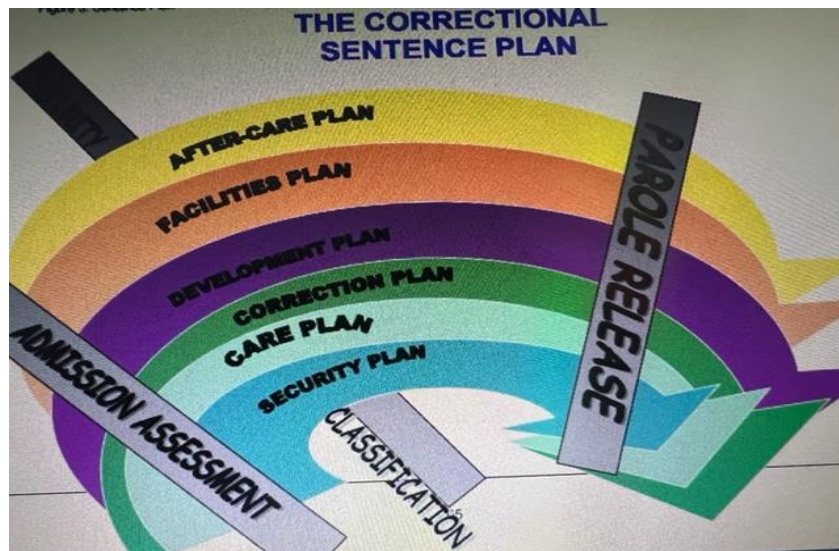 THE CORRECTIONAL
SENTENCE PLAN
AFTER-CARE PLAN
FACILITIES PLAN
DEVELOPMENT PLAN
CORRECTION PLAN
CARE PLAN
SECURITY PLAN
ADMISSION ASSESSMENT
CLASSIFICATION
PAROLE RELEASE